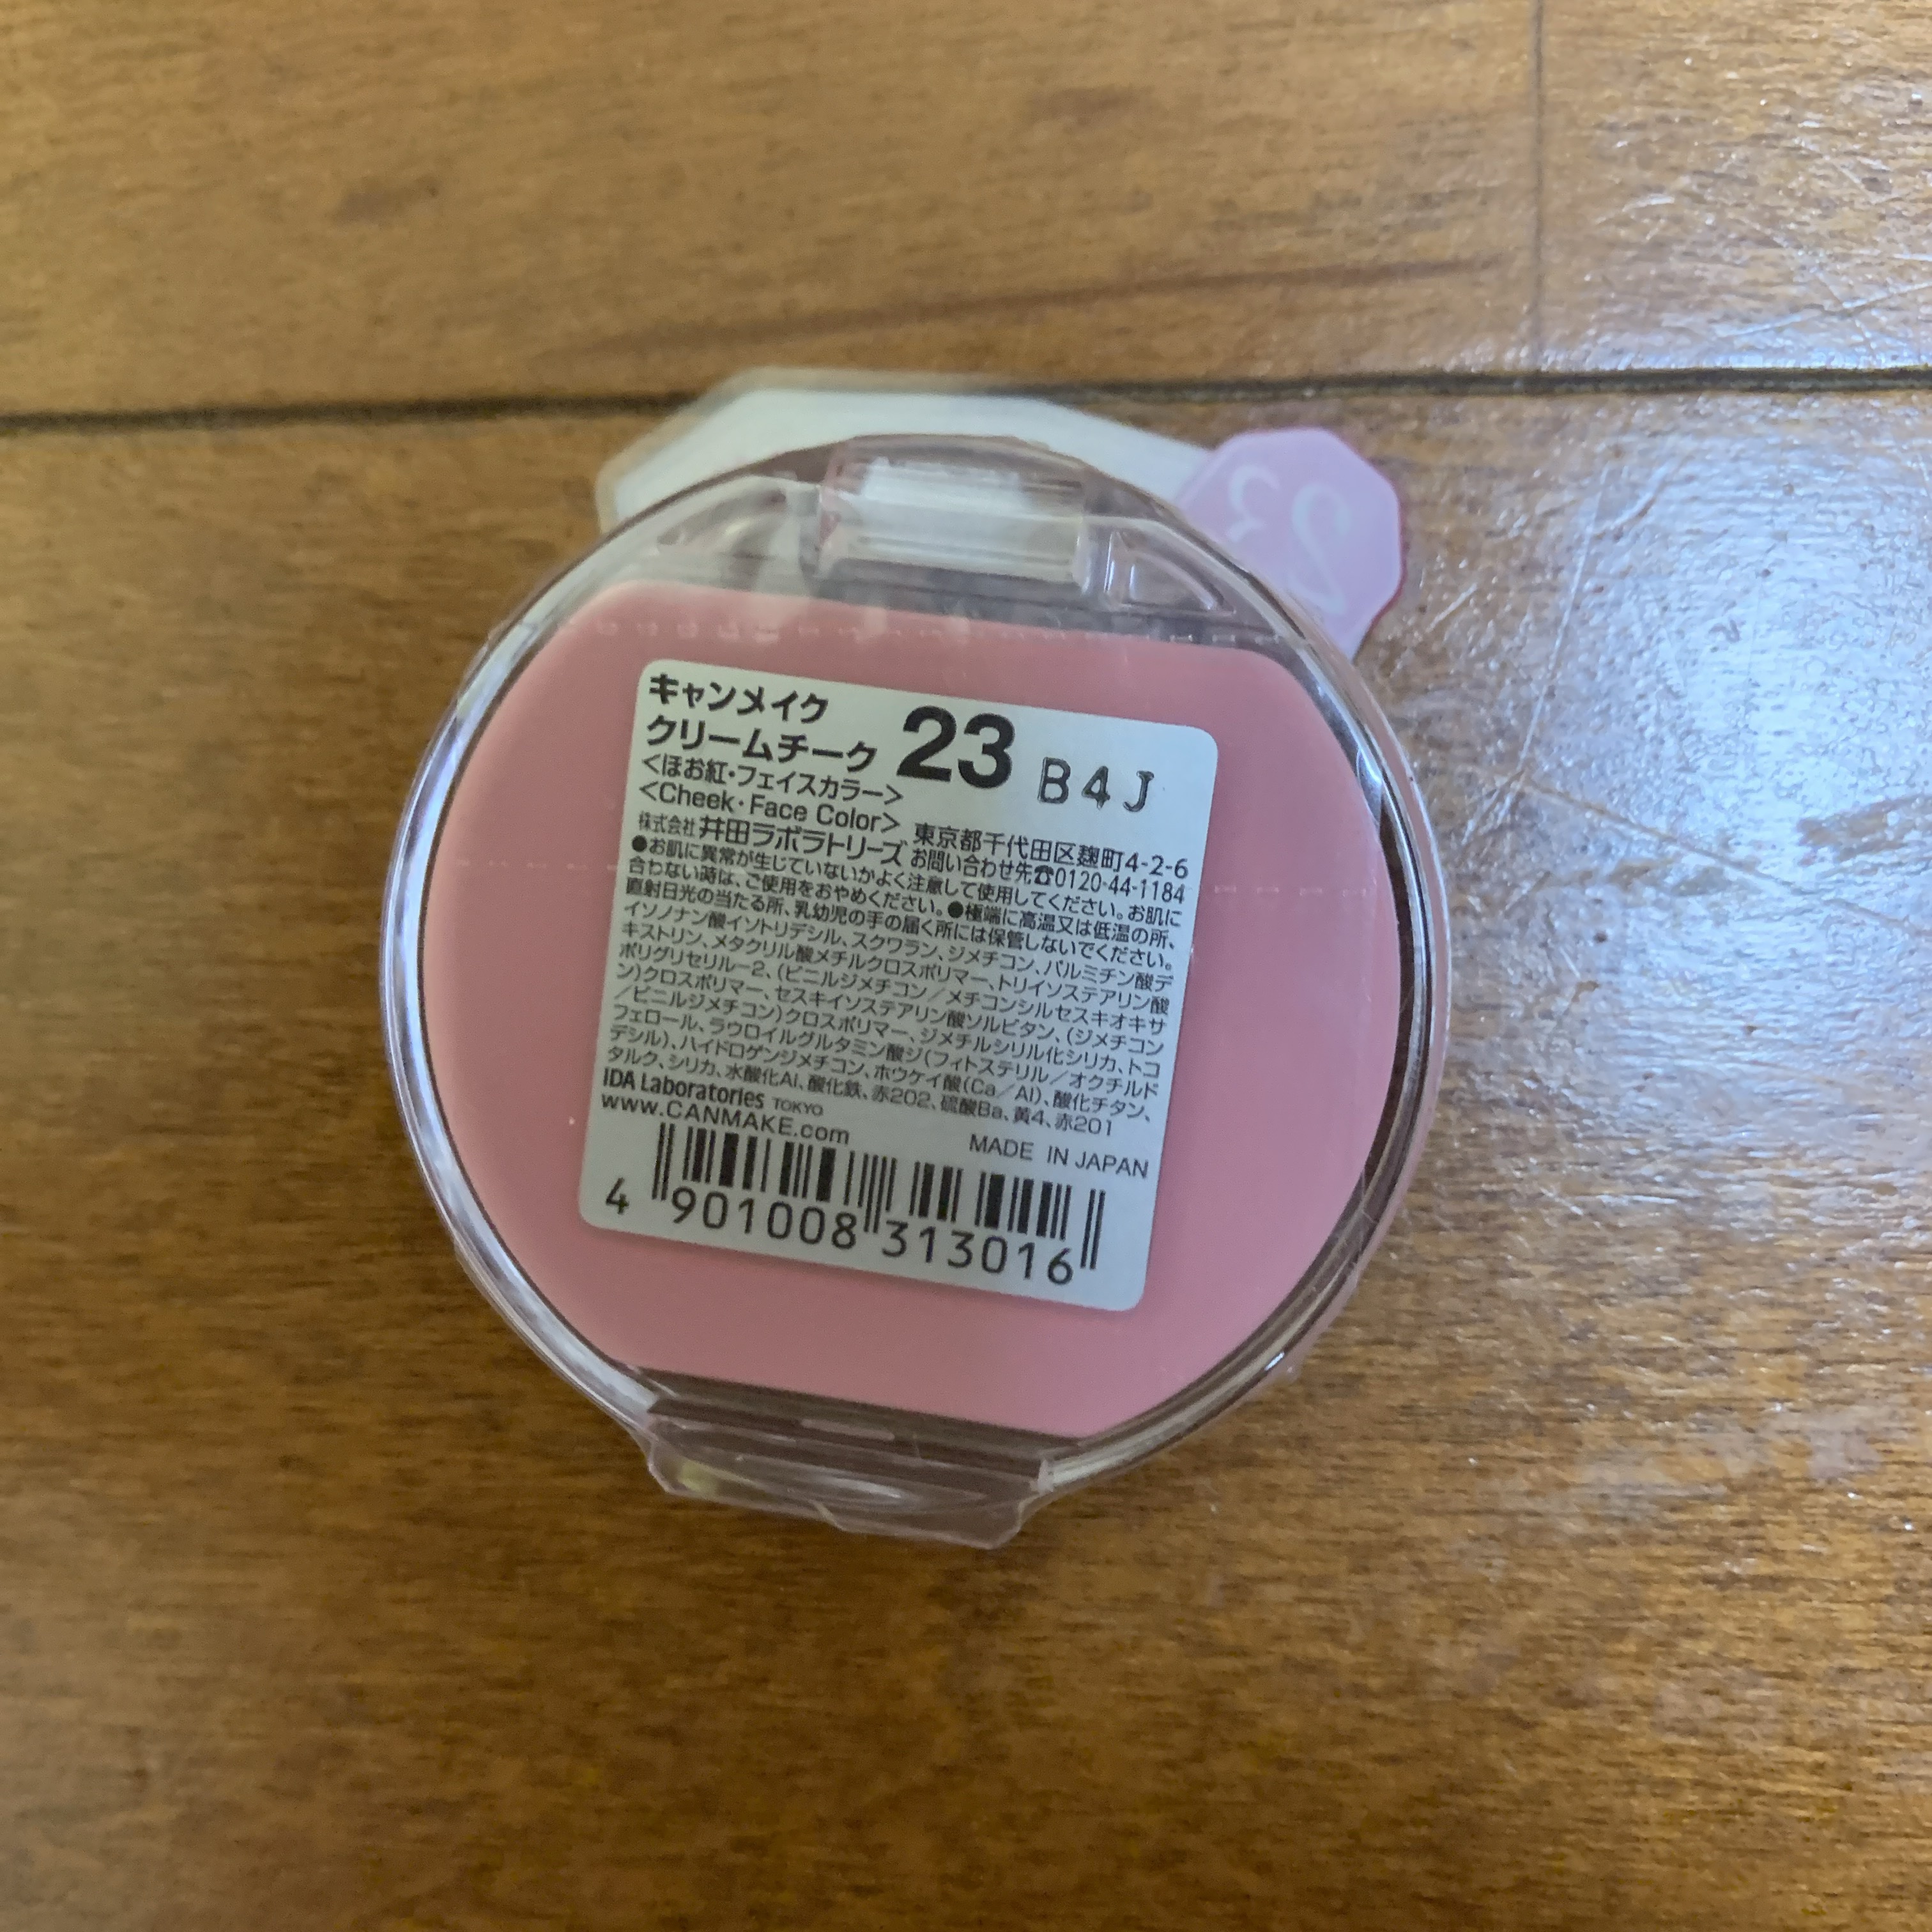 23
キャンメイク
クリームチーク 23 B4J
<ほお紅・フェイスカラー>
<Cheek・Face Color>
株式会社 井田ラボラトリーズ 東京都千代田区麹町4-2-6
お問い合わせ先☎0120-44-1184
●お肌に異常が生じていないかよく注意して使用してください。お肌に
合わない時は、ご使用をおやめください。●極端に高温又は低温の所、
直射日光の当たる所、乳幼児の手の届く所には保管しないでください。
イソノナン酸イソトリデシル、スクワラン、ジメチコン、パルミチン酸デ
キストリン、メタクリル酸メチルクロスポリマー、トリイソステアリン酸
ポリグリセリル-2、(ビニルジメチコン/メチコンシルセスキオキサ
ン)クロスポリマー、セスキイソステアリン酸ソルビタン、(ジメチコン
/ビニルジメチコン)クロスポリマー、ジメチルシリル化シリカ、トコ
フェロール、ラウロイルグルタミン酸ジ(フィトステリル/オクチルド
デシル)、ハイドロゲンジメチコン、ホウケイ酸(Ca/Al)、酸化チタン、
タルク、シリカ、水酸化Al、酸化鉄、赤202、硫酸Ba、黄4、赤201
IDA Laboratories TOKYO
www.CANMAKE.com
MADE IN JAPAN
4 901008 313016